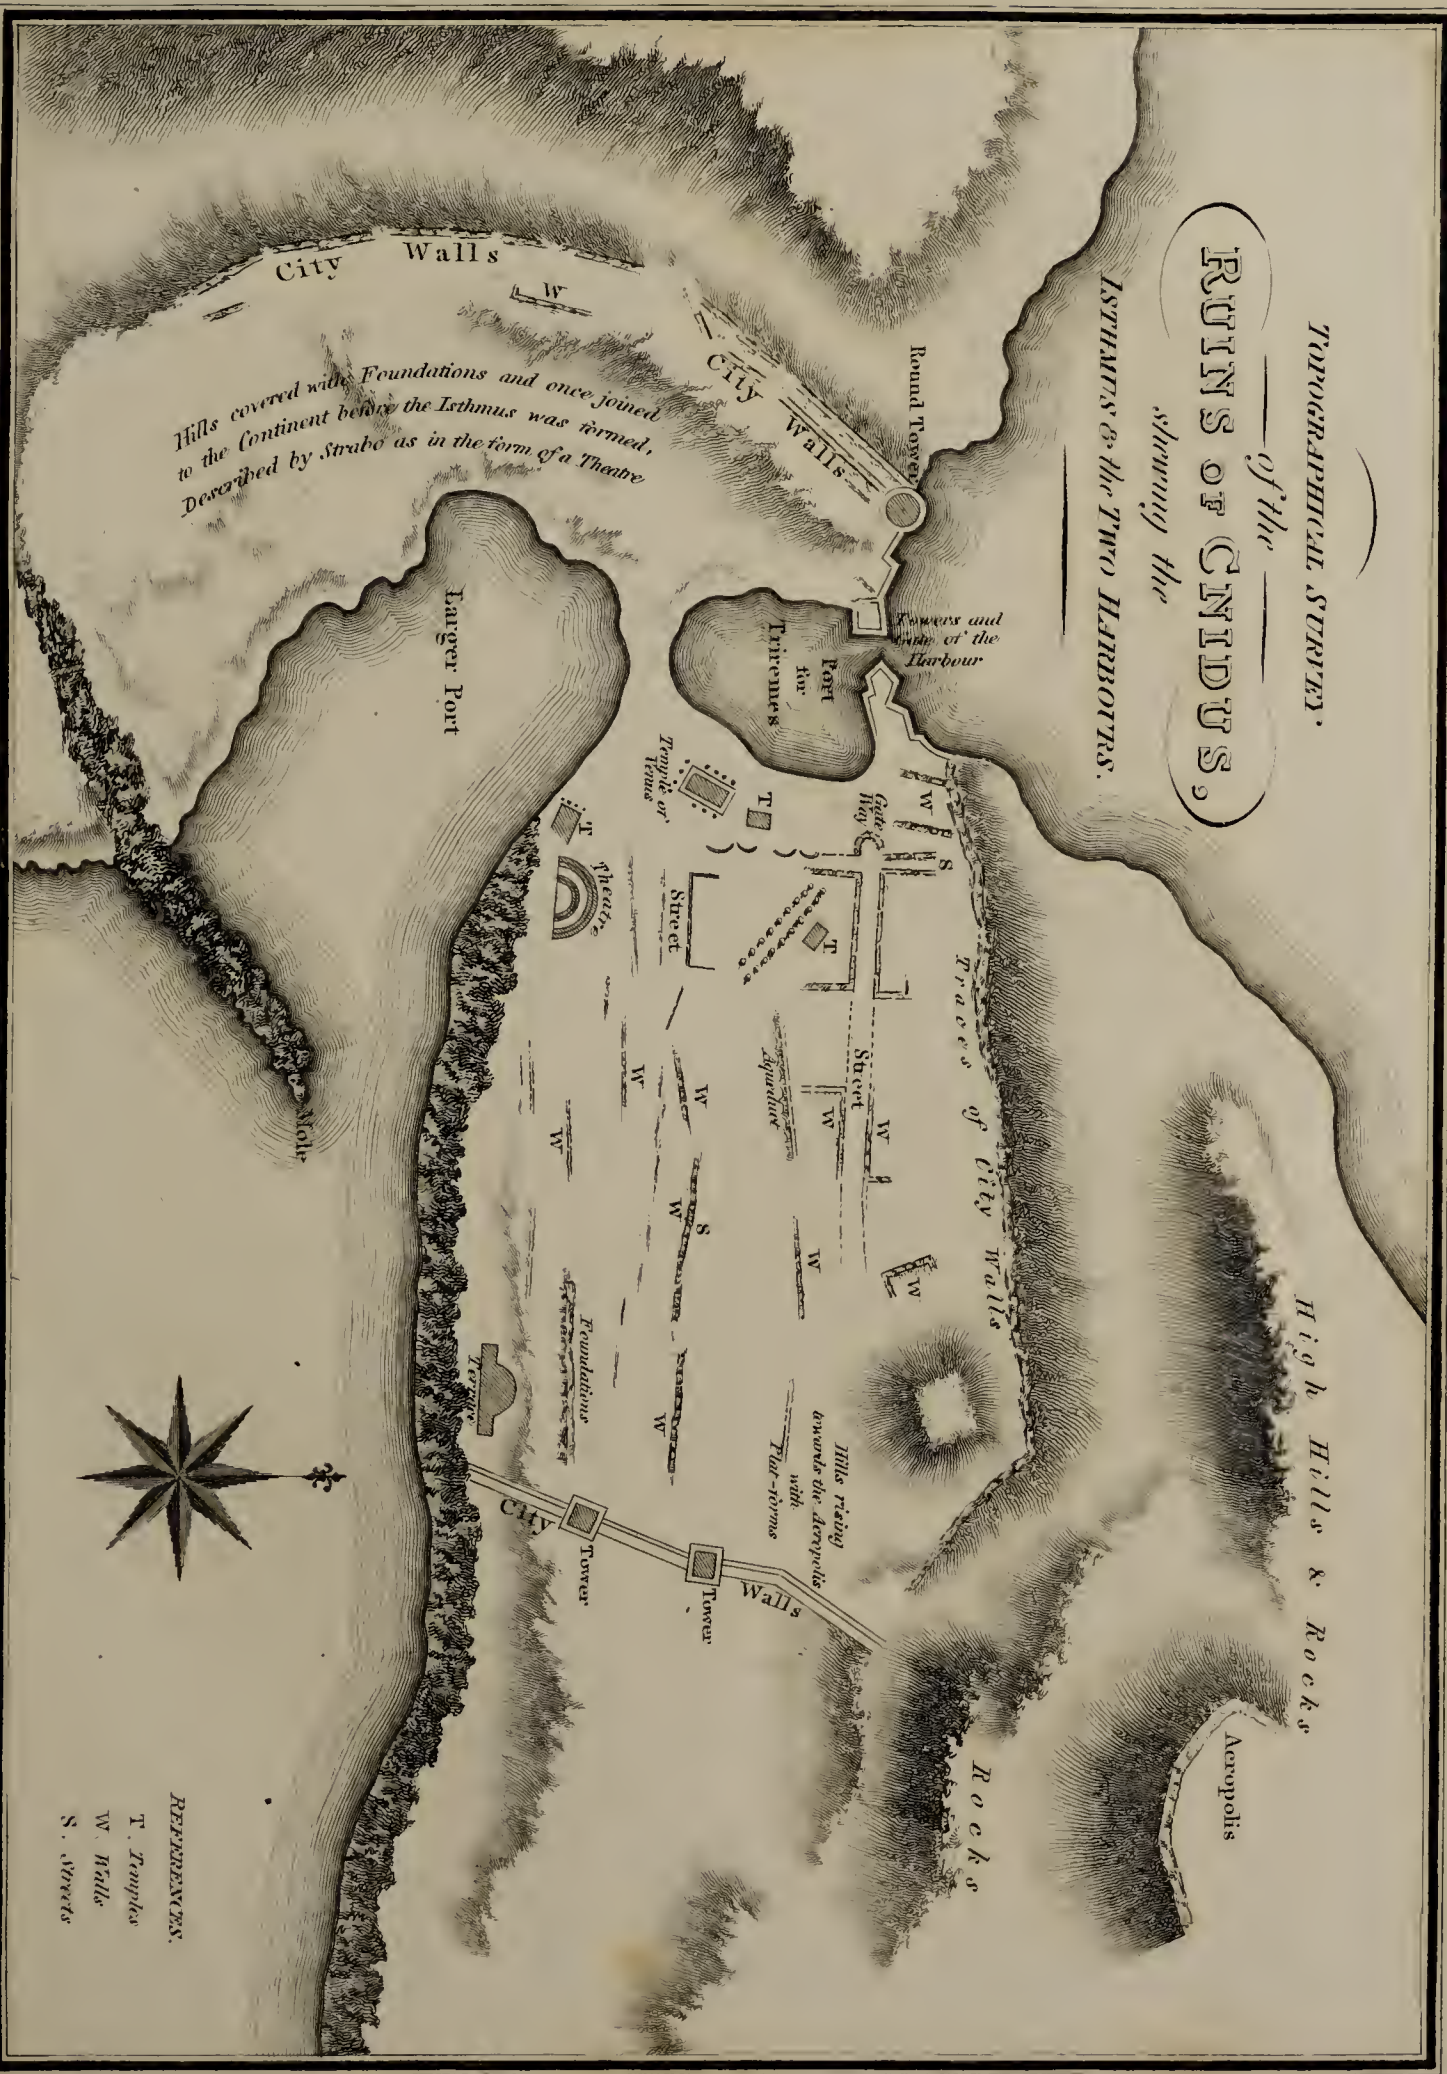 TOPOGRAPHICAL SURVEY
of the
RUINS OF CNIDUS,
shewing the
ISTHMUS & the TWO HARBOURS.
High Hills & Rocks
Acropolis
Rocks
Traces of City Walls
Round Tower
Towers and
Gate of the
Harbour
City Walls
City Walls
W
Hills covered with Foundations and once joined
to the Continent before the Isthmus was formed,
Described by Strabo as in the form of a Theatre
Port
for
Triremes
Larger Port
Temple of
Venus
T
T
T
Gate
Way
W
S
Theatre
Street
Street
Aqueduct
W
W
W
W
W
W
W
W
S
W
W
Foundations
Terrace
Hills rising
towards the Acropolis
with
Plat-forms
City Walls
Tower
Tower
Mole
REFERENCES.
T. Temples
W. Walls
S. Streets